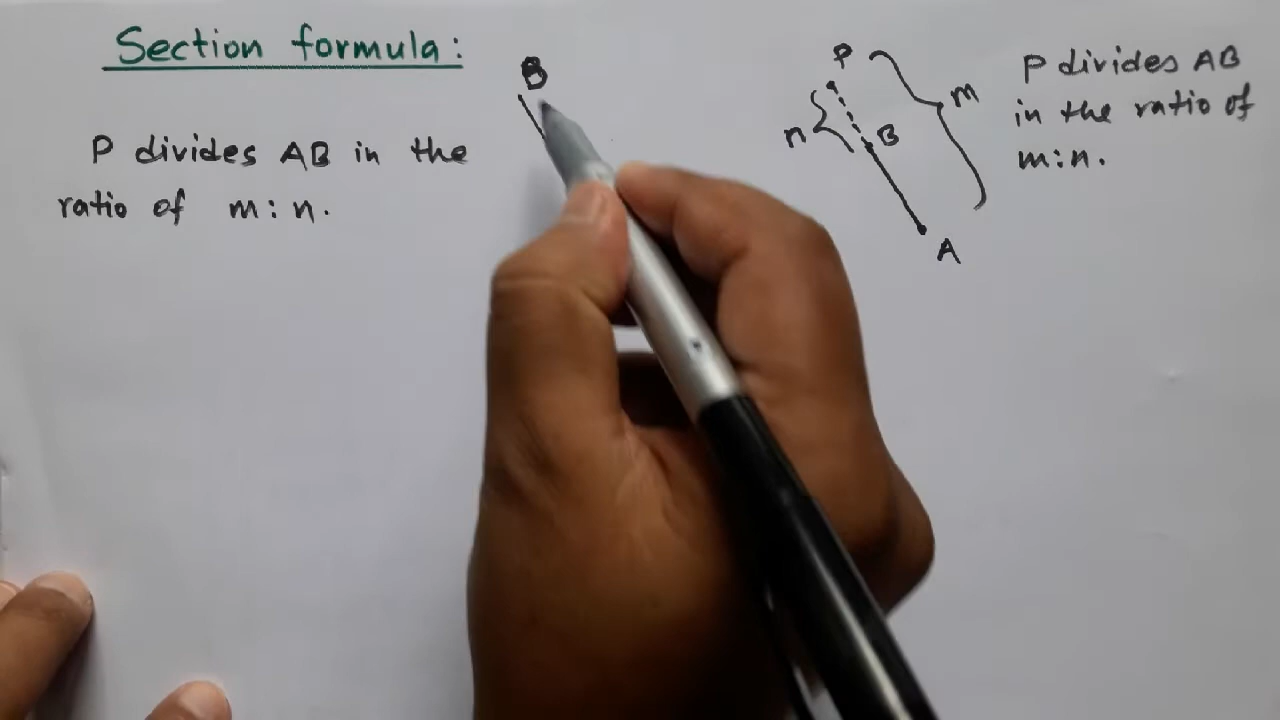 Section formula:
P divides AB in the
ratio of m:n.
B
P
m
n
B
A
P divides AB
in the ratio of
m:n.